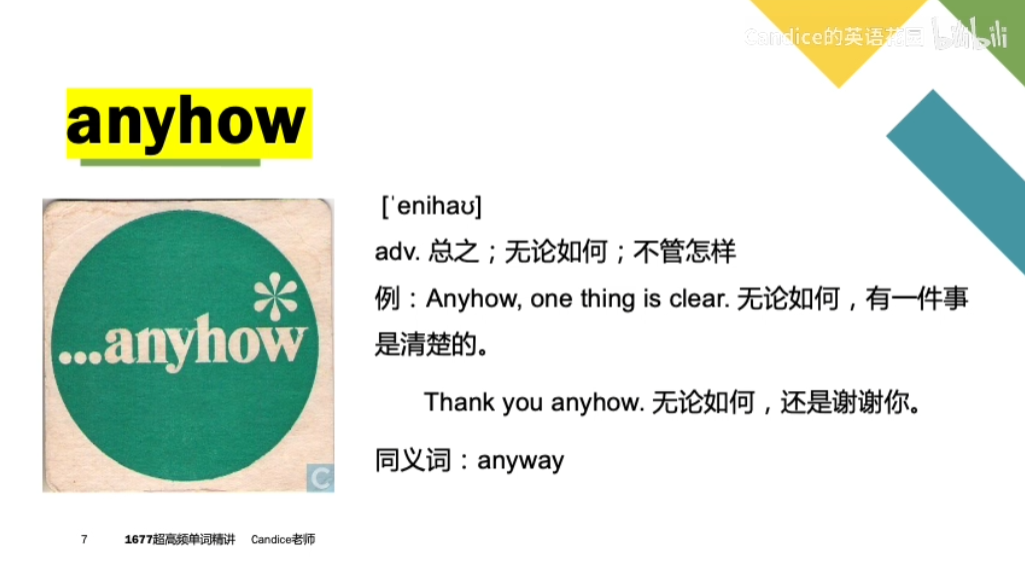 Candice的英语花园 bilibili
anyhow
[ˈenihaʊ]
adv. 总之；无论如何；不管怎样
例：Anyhow, one thing is clear. 无论如何，有一件事
是清楚的。
...anyhow*
Thank you anyhow. 无论如何，还是谢谢你。
同义词：anyway
C
7 1677超高频单词精讲 Candice老师